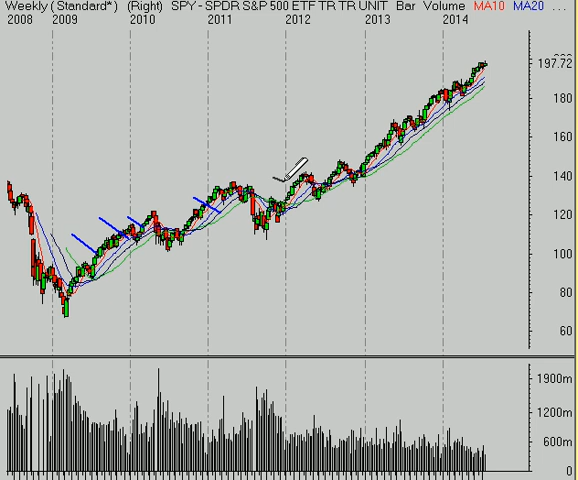 Weekly (Standard*) (Right) SPY - SPDR S&P 500 ETF TR TR UNIT Bar Volume MA10 MA20 ...
2008 2009 2010 2011 2012 2013 2014
197.72
180
160
140
120
100
80
60
1900m
1200m
600m
0